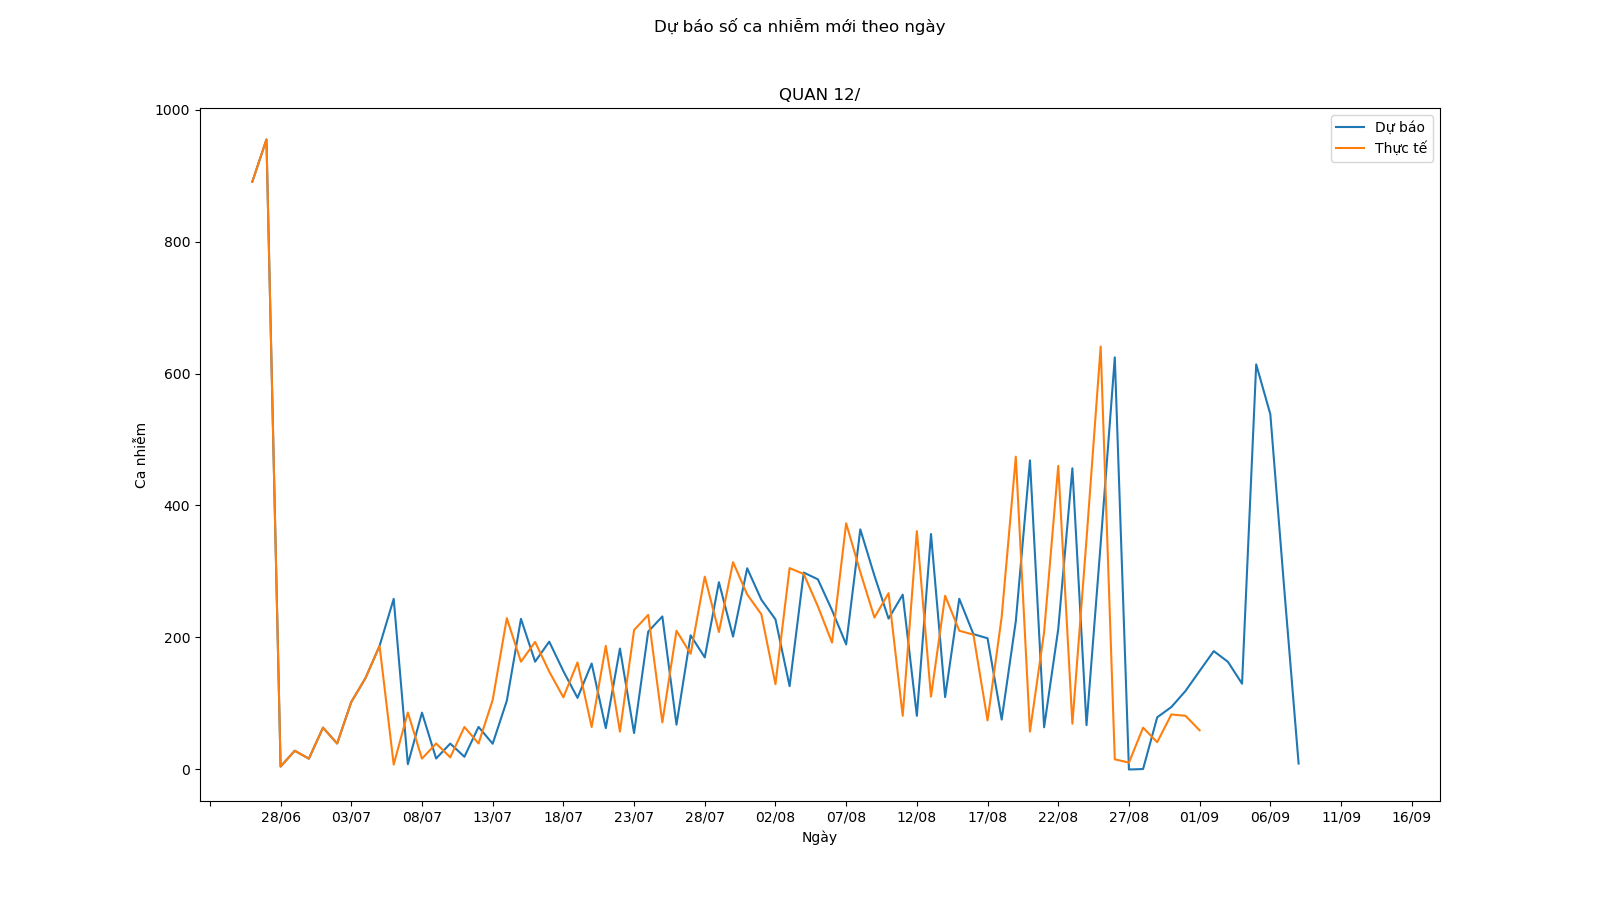 Dự báo số ca nhiễm mới theo ngày
QUAN 12/
Dự báo
Thực tế
Ca nhiễm
1000
800
600
400
200
0
28/06 03/07 08/07 13/07 18/07 23/07 28/07 02/08 07/08 12/08 17/08 22/08 27/08 01/09 06/09 11/09 16/09
Ngày